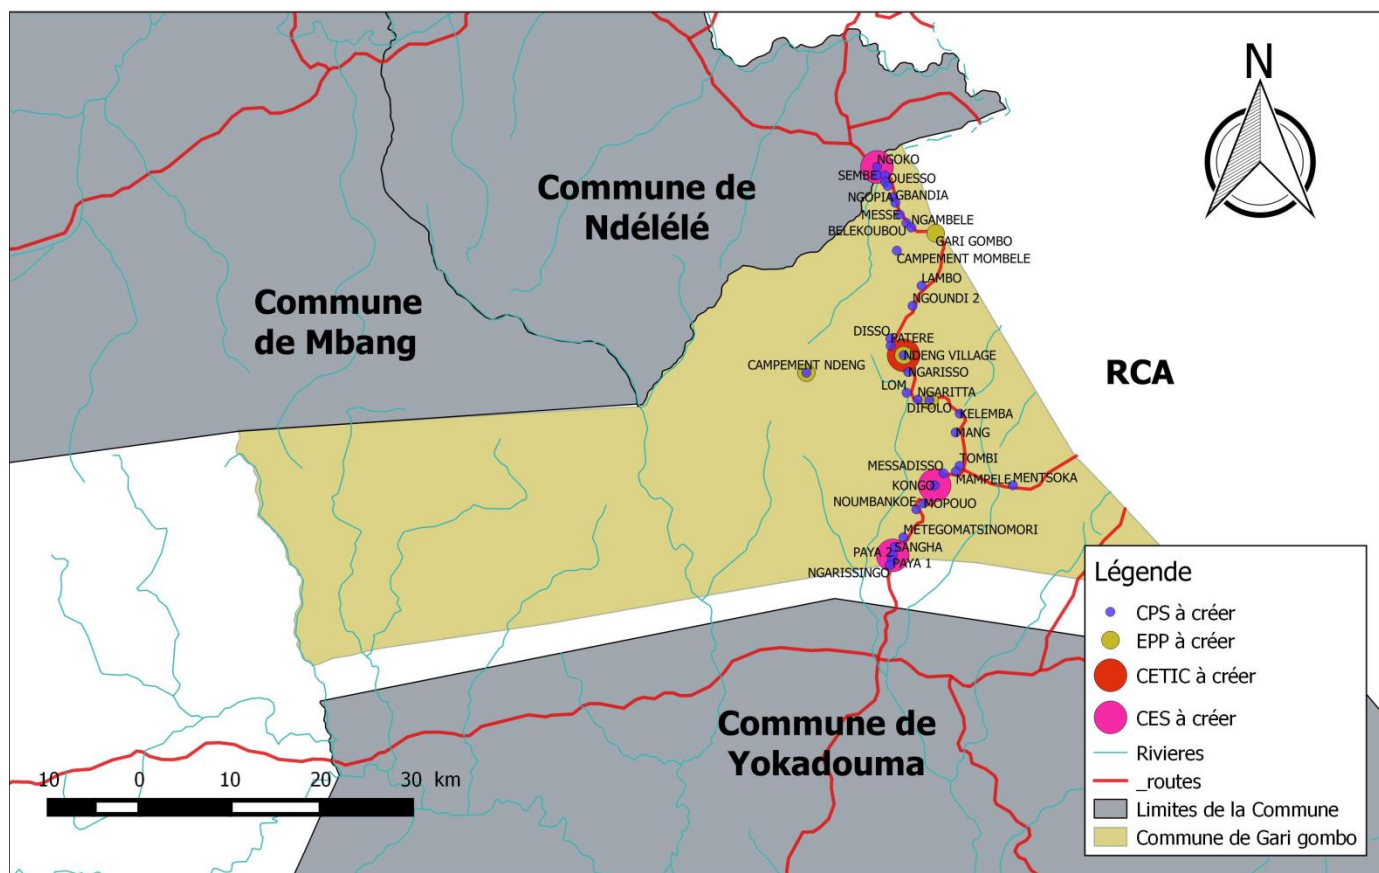 N
NGOKO
SEMBE
OUESSO
GBANDIA
NGOPIA
MESSE
NGAMBELE
BELEKOUBOU
GARI GOMBO
CAMPEMENT MOMBELE
Commune de
Ndélélé
Commune
de Mbang
LAMBO
NGOUNDI 2
DISSO
PATERE
NDENG VILLAGE
CAMPEMENT NDENG
NGARISSO
RCA
LOM
NGARITTA
DIFOLO
KELEMBA
MANG
TOMBI
MESSADISSO
MAMPELE
MENTSOKA
KONGO
NOUMBANKOE
MOPOUO
METEGOMATSINOMORI
SANGHA
PAYA 2
PAYA 1
NGARISSINGO
Commune de
Yokadouma
10 0 10 20 30 km
Légende
CPS à créer
EPP à créer
CETIC à créer
CES à créer
Rivieres
_routes
Limites de la Commune
Commune de Gari gombo